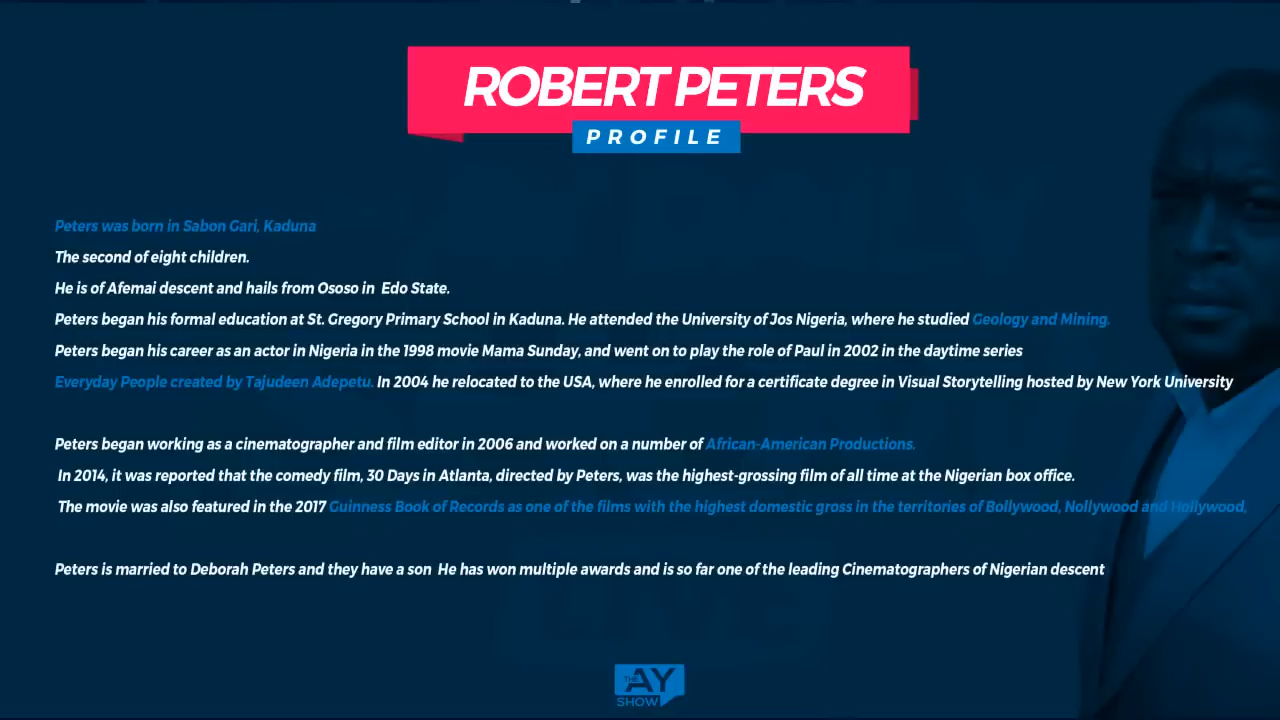 ROBERT PETERS
PROFILE
Peters was born in Sabon Gari, Kaduna
The second of eight children.
He is of Afemai descent and hails from Ososo in  Edo State.
Peters began his formal education at St. Gregory Primary School in Kaduna. He attended the University of Jos Nigeria, where he studied Geology and Mining.
Peters began his career as an actor in Nigeria in the 1998 movie Mama Sunday, and went on to play the role of Paul in 2002 in the daytime series
Everyday People created by Tajudeen Adepetu. In 2004 he relocated to the USA, where he enrolled for a certificate degree in Visual Storytelling hosted by New York University
Peters began working as a cinematographer and film editor in 2006 and worked on a number of African-American Productions.
In 2014, it was reported that the comedy film, 30 Days in Atlanta, directed by Peters, was the highest-grossing film of all time at the Nigerian box office.
The movie was also featured in the 2017 Guinness Book of Records as one of the films with the highest domestic gross in the territories of Bollywood, Nollywood and Hollywood,
Peters is married to Deborah Peters and they have a son  He has won multiple awards and is so far one of the leading Cinematographers of Nigerian descent
THE AY
SHOW